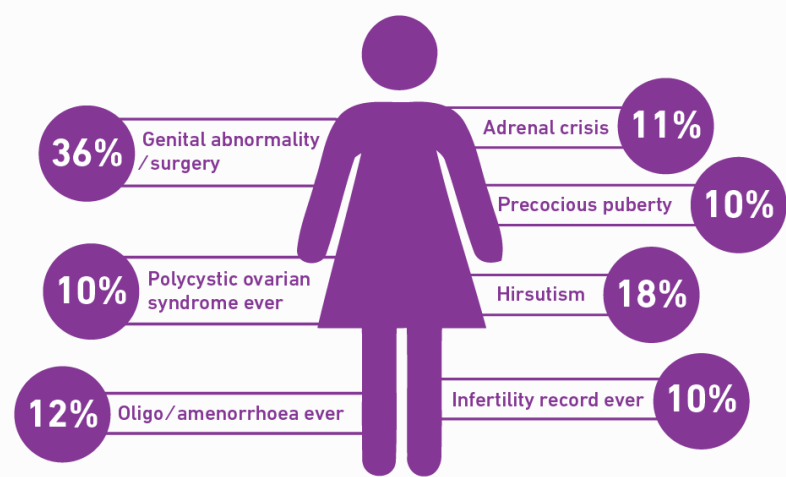 36%
Genital abnormality
/surgery
Adrenal crisis
11%
Precocious puberty
10%
10%
Polycystic ovarian
syndrome ever
Hirsutism
18%
12%
Oligo/amenorrhoea ever
Infertility record ever
10%